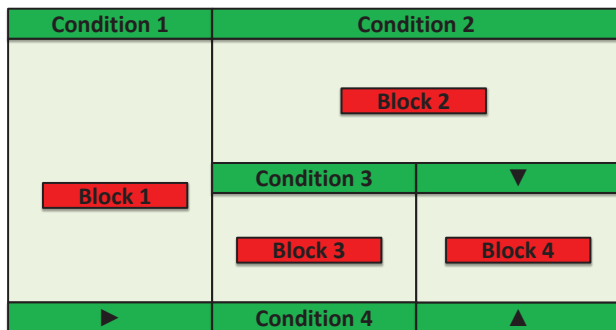 Condition 1
Condition 2
Block 2
Condition 3
▼
Block 1
Block 3
Block 4
►
Condition 4
▲